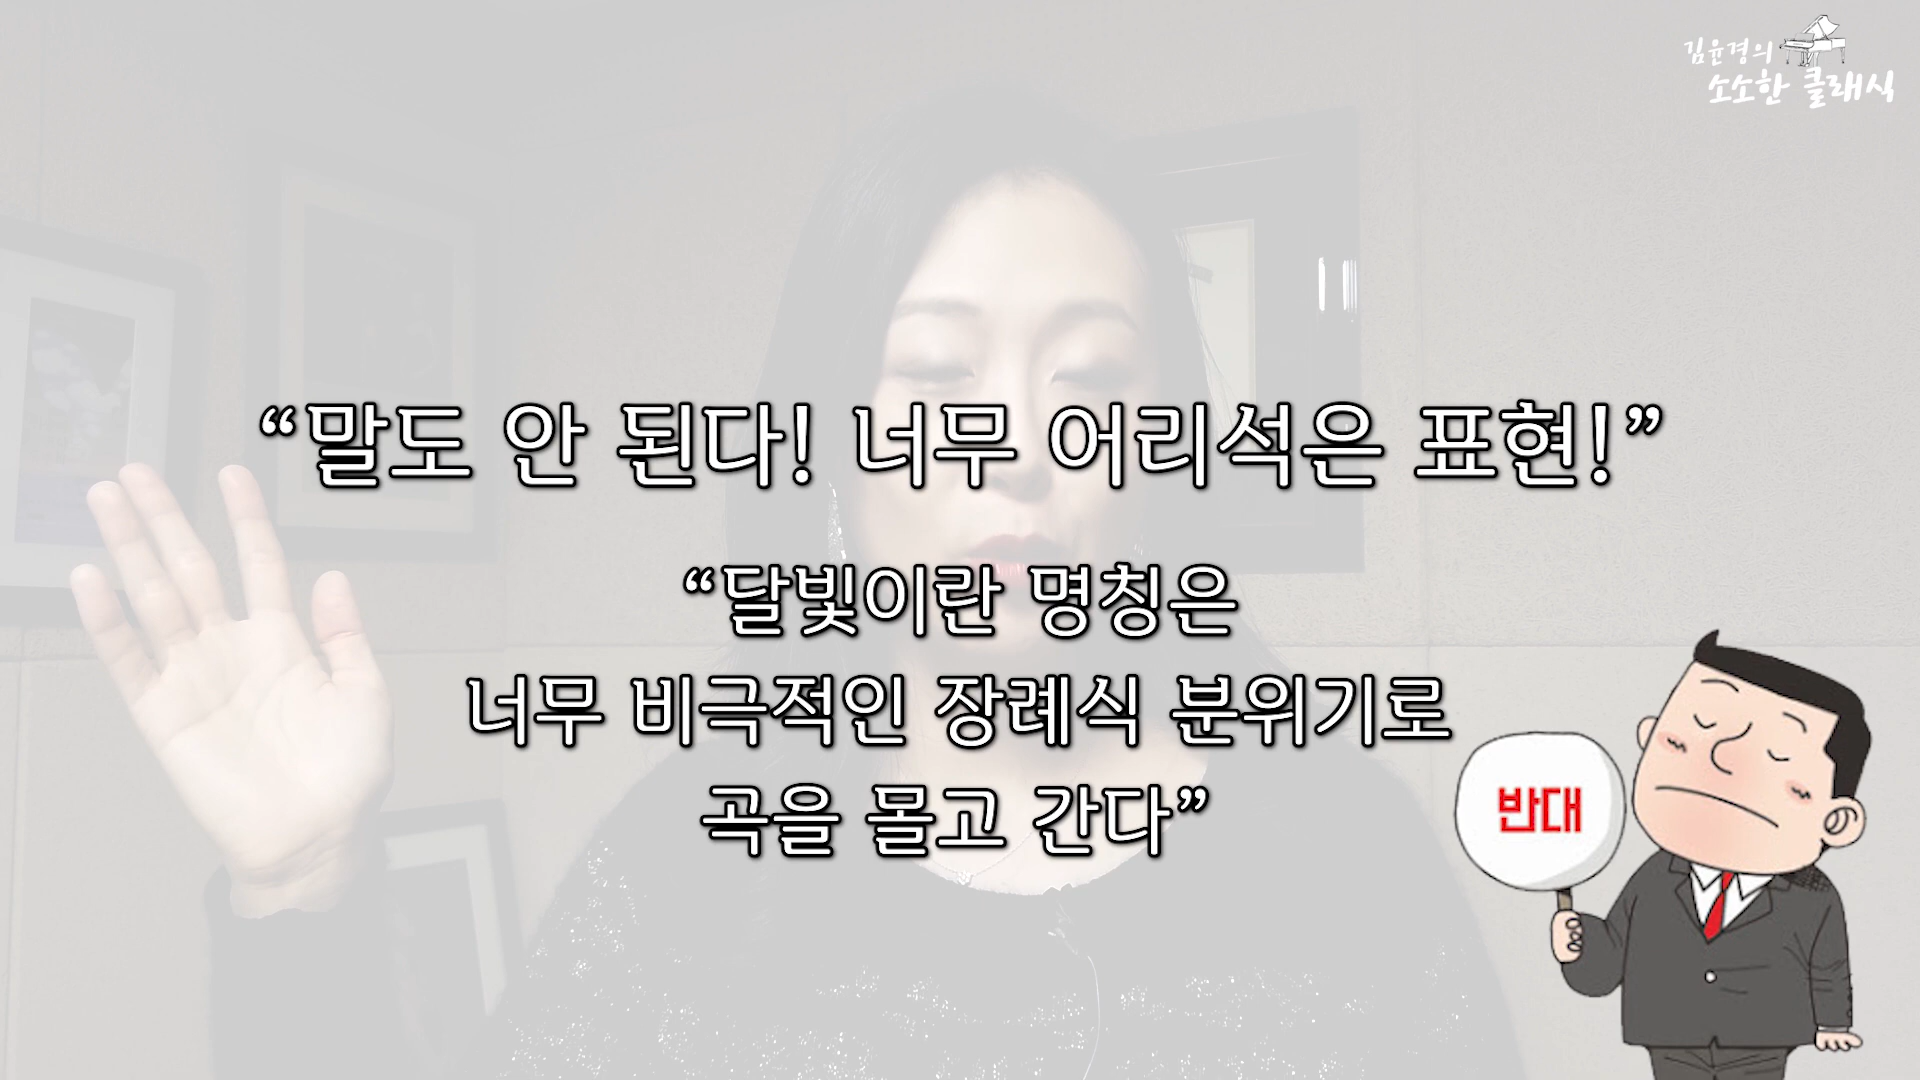 김윤경의
소소한 클래식
“말도 안 된다! 너무 어리석은 표현!”
“달빛이란 명칭은
너무 비극적인 장례식 분위기로
곡을 몰고 간다”
반대